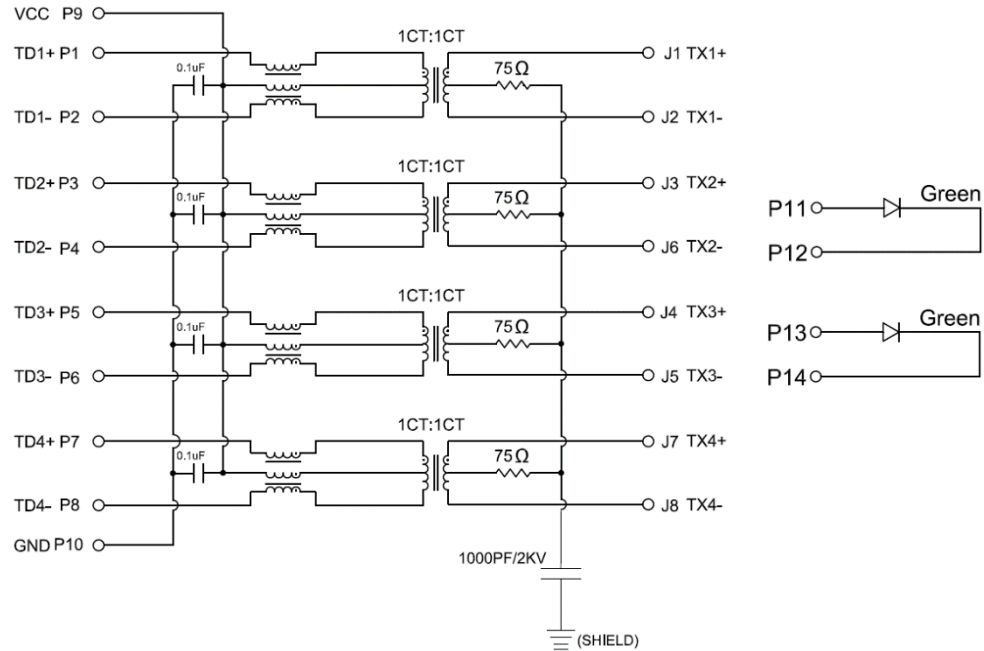 VCC P9
1CT:1CT
TD1+ P1
J1 TX1+
0.1uF
75Ω
TD1- P2
J2 TX1-
1CT:1CT
TD2+ P3
J3 TX2+
0.1uF
75Ω
TD2- P4
J6 TX2-
1CT:1CT
TD3+ P5
J4 TX3+
0.1uF
75Ω
TD3- P6
J5 TX3-
1CT:1CT
TD4+ P7
J7 TX4+
0.1uF
75Ω
TD4- P8
J8 TX4-
GND P10
1000PF/2KV
(SHIELD)
Green
P11
P12
Green
P13
P14